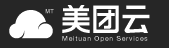 MT
美团云
Meituan Open Services